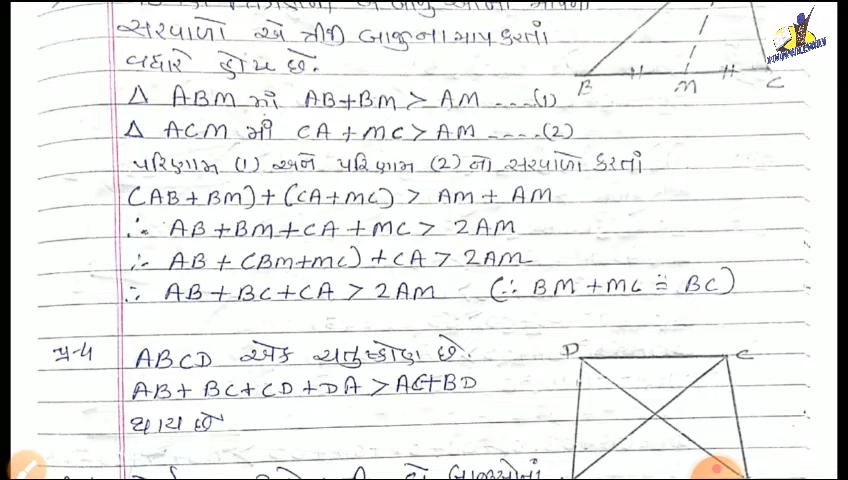 સરવાળો એ ત્રીજી બાજુના માપ કરતાં
વધારે હોય છે.
B M C
Δ ABM માં AB+BM > AM ----(1)
Δ ACM માં CA + MC > AM ----(2)
પરિણામ (1) અને પરિણામ (2) નો સરવાળો કરતાં
(AB+BM)+(CA+MC) > AM + AM
∴ AB+BM+CA+MC > 2AM
∴ AB + (BM+MC) + CA > 2AM
∴ AB+BC+CA > 2AM (∵ BM+MC = BC)
પ્ર-૫ ABCD એક ચતુષ્કોણ છે.
D C
AB+BC+CD+DA > AC+BD
થાય છે